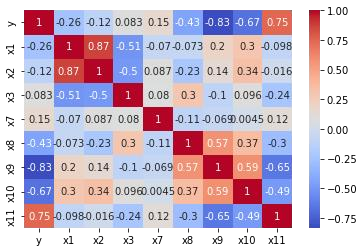 y 1 -0.26 -0.12 0.083 0.15 -0.43 -0.83 -0.67 0.75
x1 -0.26 1 0.87 -0.51 -0.07 -0.073 0.2 0.3 -0.098
x2 -0.12 0.87 1 -0.5 0.087 -0.23 0.14 0.34 -0.016
x3 0.083 -0.51 -0.5 1 0.08 0.3 -0.1 0.096 -0.24
x7 0.15 -0.07 0.087 0.08 1 -0.11 -0.069 0.0045 0.12
x8 -0.43 -0.073 -0.23 0.3 -0.11 1 0.57 0.37 -0.3
x9 -0.83 0.2 0.14 -0.1 -0.069 0.57 1 0.59 -0.65
x10 -0.67 0.3 0.34 0.096 0.0045 0.37 0.59 1 -0.49
x11 0.75 -0.098 -0.016 -0.24 0.12 -0.3 -0.65 -0.49 1
y x1 x2 x3 x7 x8 x9 x10 x11
1.00
0.75
0.50
0.25
0.00
-0.25
-0.50
-0.75